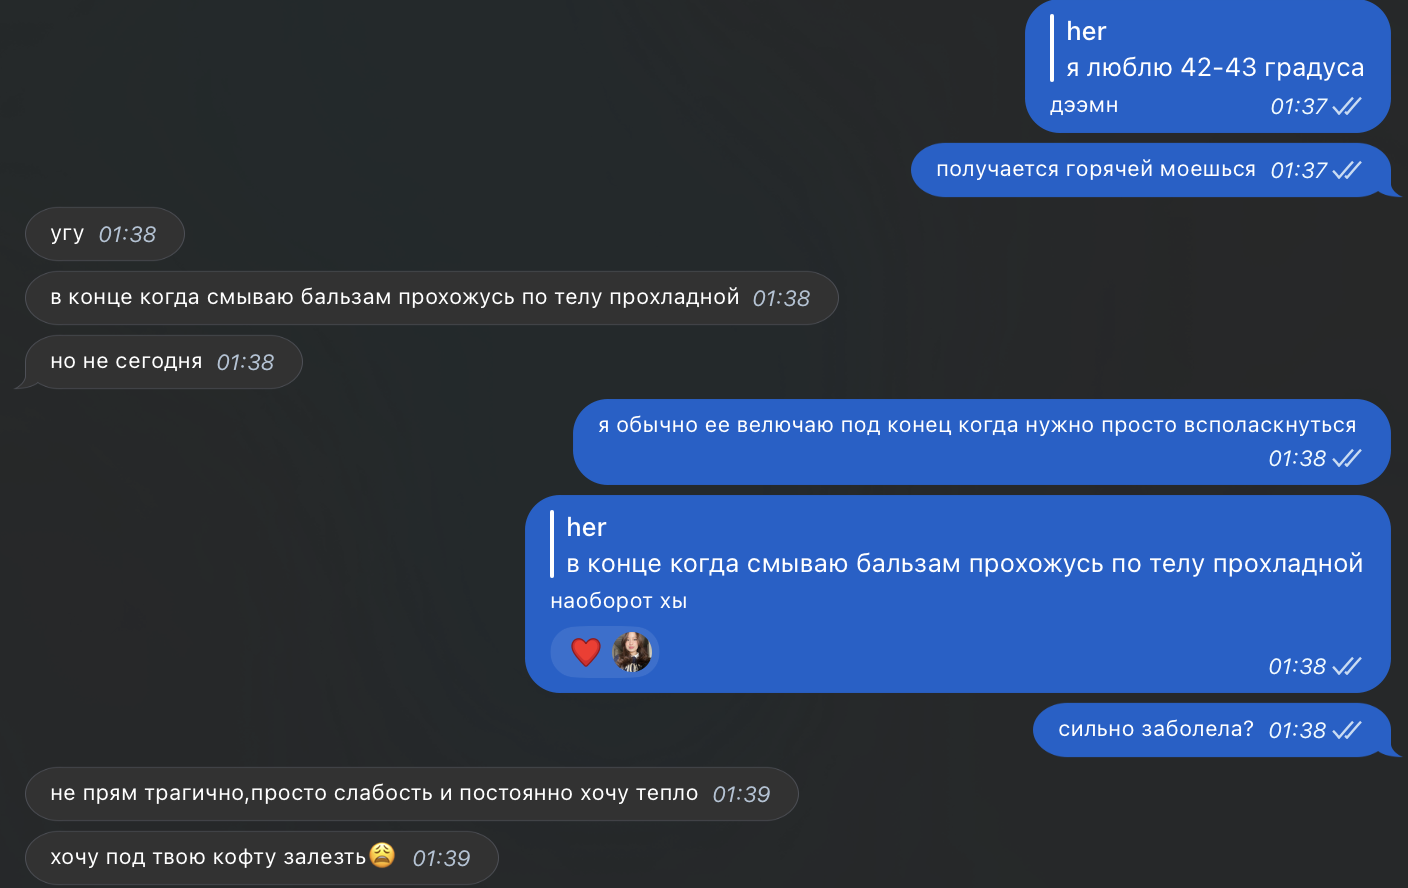 her
я люблю 42-43 градуса
дээмн 01:37
получается горячей моешься 01:37
угу 01:38
в конце когда смываю бальзам прохожусь по телу прохладной 01:38
но не сегодня 01:38
я обычно ее велючаю под конец когда нужно просто всполаскнуться
01:38
her
в конце когда смываю бальзам прохожусь по телу прохладной
наоборот хы
01:38
сильно заболела? 01:38
не прям трагично,просто слабость и постоянно хочу тепло 01:39
хочу под твою кофту залезть😩 01:39